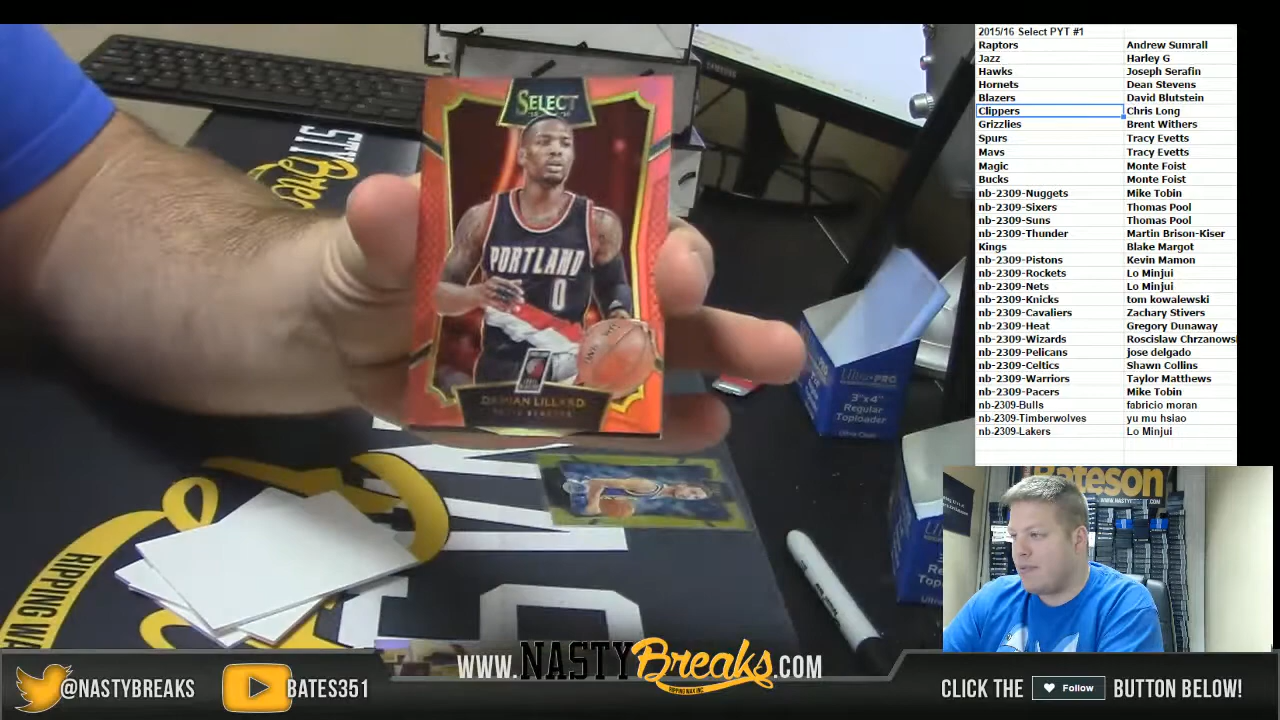 2015/16 Select PYT #1
Raptors Andrew Sumrall
Jazz Harley G
Hawks Joseph Serafin
Hornets Dean Stevens
Blazers David Blutstein
Clippers Chris Long
Grizzlies Brent Withers
Spurs Tracy Evetts
Mavs Tracy Evetts
Magic Monte Foist
Bucks Monte Foist
nb-2309-Nuggets Mike Tobin
nb-2309-Sixers Thomas Pool
nb-2309-Suns Thomas Pool
nb-2309-Thunder Martin Brison-Kiser
Kings Blake Margot
nb-2309-Pistons Kevin Mamon
nb-2309-Rockets Lo Minjui
nb-2309-Nets Lo Minjui
nb-2309-Knicks tom kowalewski
nb-2309-Cavaliers Zachary Stivers
nb-2309-Heat Gregory Dunaway
nb-2309-Wizards Roscislaw Chrzanows
nb-2309-Pelicans jose delgado
nb-2309-Celtics Shawn Collins
nb-2309-Warriors Taylor Matthews
nb-2309-Pacers Mike Tobin
nb-2309-Bulls fabricio moran
nb-2309-Timberwolves yu mu hsiao
nb-2309-Lakers Lo Minjui
SELECT
PORTLAND
0
DAMIAN LILLARD
Ultra-PRO
3"x4"
Regular
Toploader
RIPPING WA
Bateson
@NASTYBREAKS
BATES351
WWW.NASTYBreaks.COM
RIPPING WAX INC
CLICK THE Follow BUTTON BELOW!